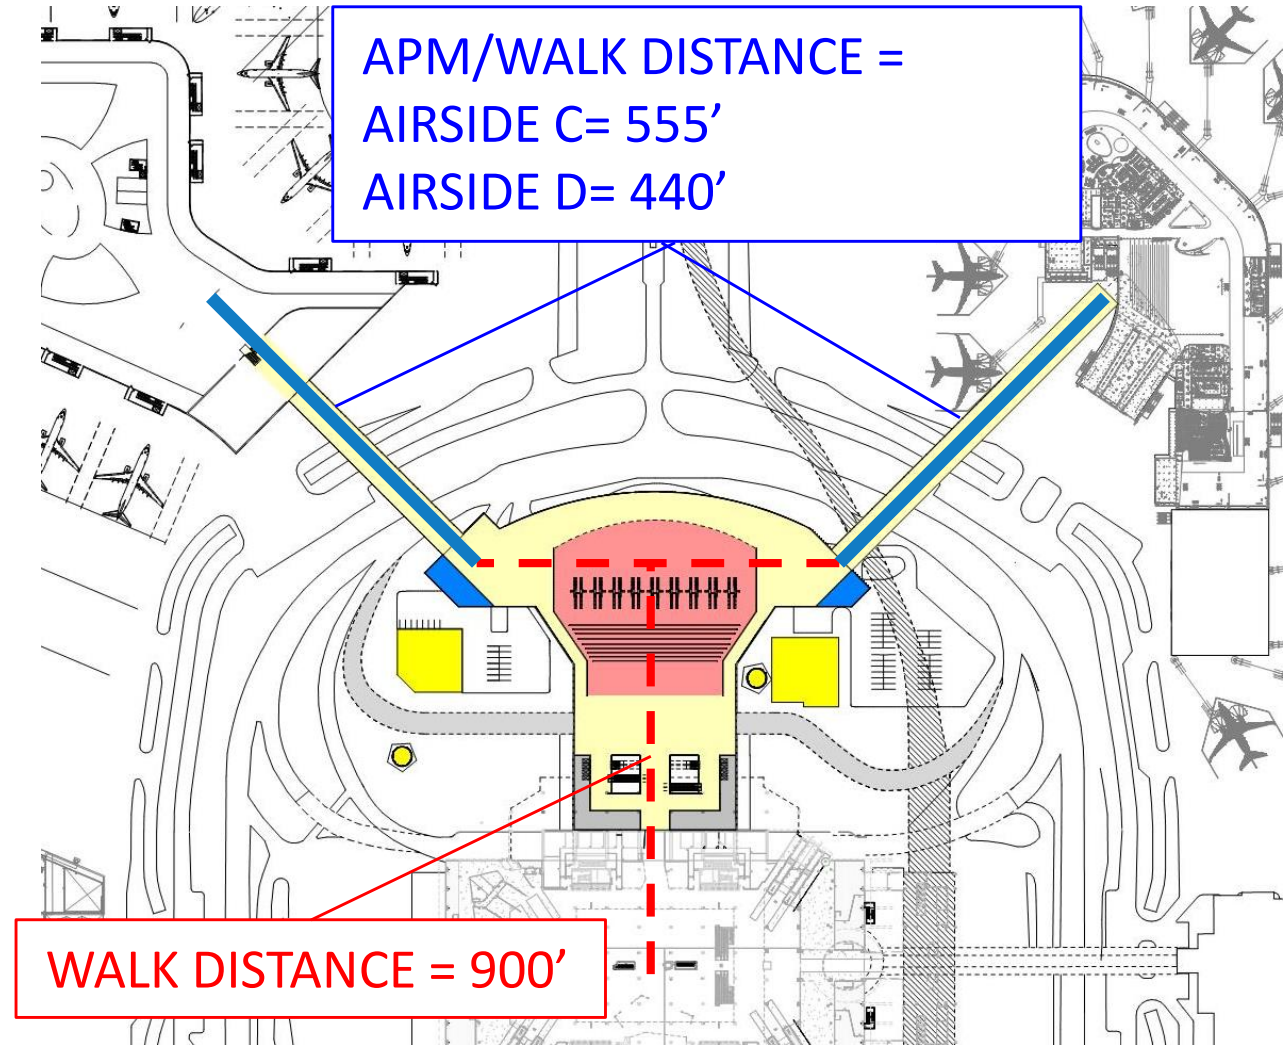 APM/WALK DISTANCE =
AIRSIDE C= 555’
AIRSIDE D= 440’
WALK DISTANCE = 900’